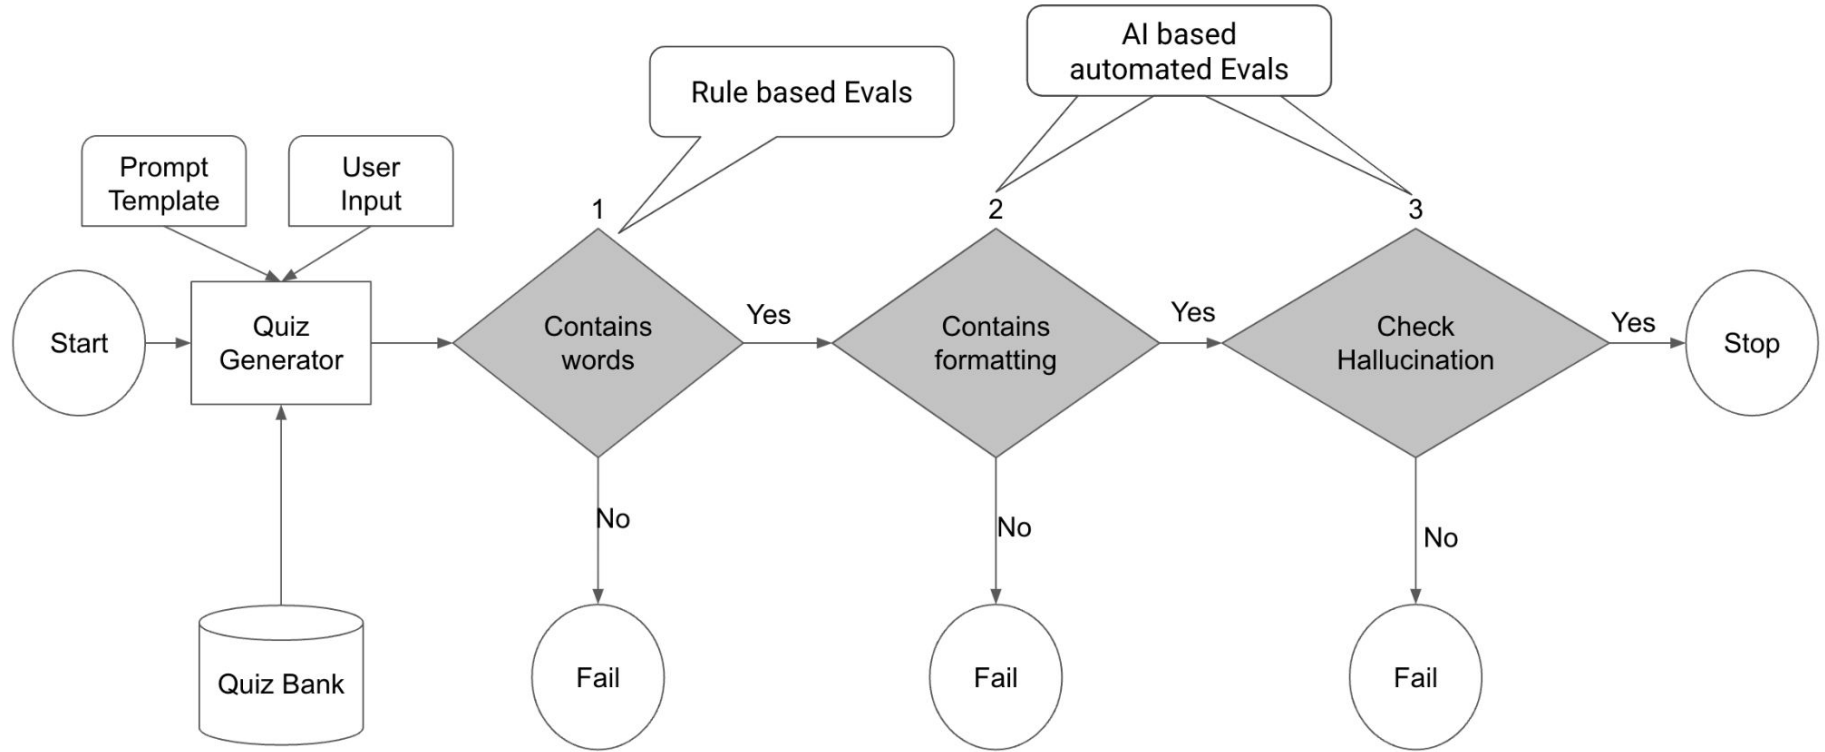 AI based
automated Evals
Rule based Evals
Prompt
Template
User
Input
1
2
3
Start
Quiz
Generator
Contains
words
Yes
Contains
formatting
Yes
Check
Hallucination
Yes
Stop
No
No
No
Quiz Bank
Fail
Fail
Fail